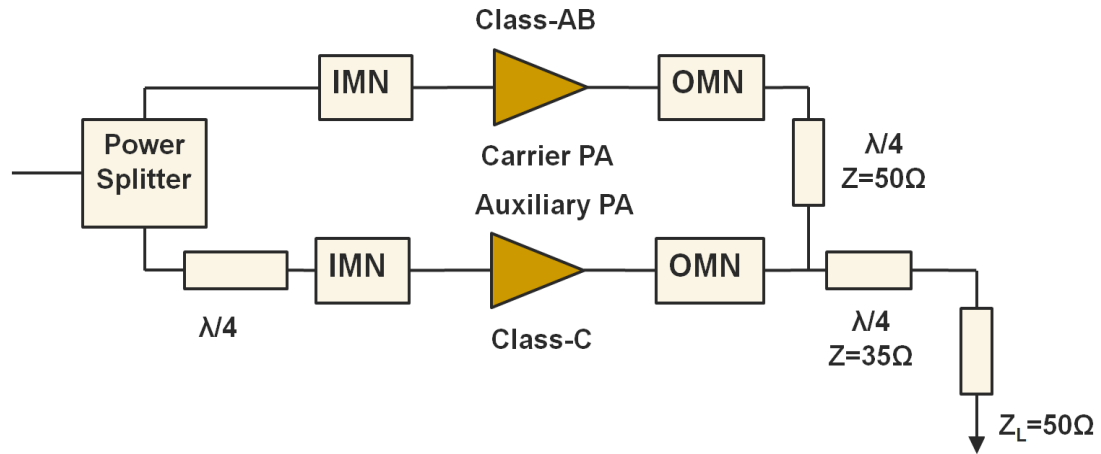 Class-AB
IMN
OMN
Power
Splitter
λ/4
Z=50Ω
Carrier PA
Auxiliary PA
IMN
OMN
λ/4
Class-C
λ/4
Z=35Ω
Z_L=50Ω